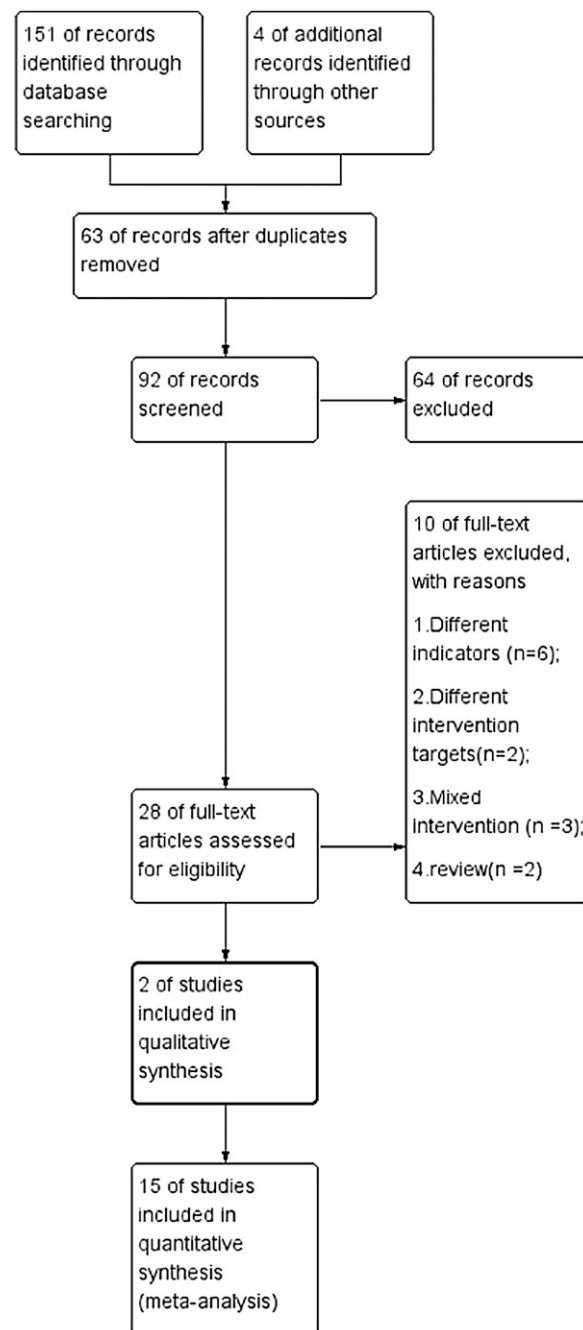 151 of records
identified through
database
searching
4 of additional
records identified
through other
sources
63 of records after duplicates
removed
92 of records
screened
64 of records
excluded
10 of full-text
articles excluded,
with reasons
1.Different
indicators (n=6);
2.Different
intervention
targets(n=2);
3.Mixed
intervention (n =3);
4.review(n =2)
28 of full-text
articles assessed
for eligibility
2 of studies
included in
qualitative
synthesis
15 of studies
included in
quantitative
synthesis
(meta-analysis)